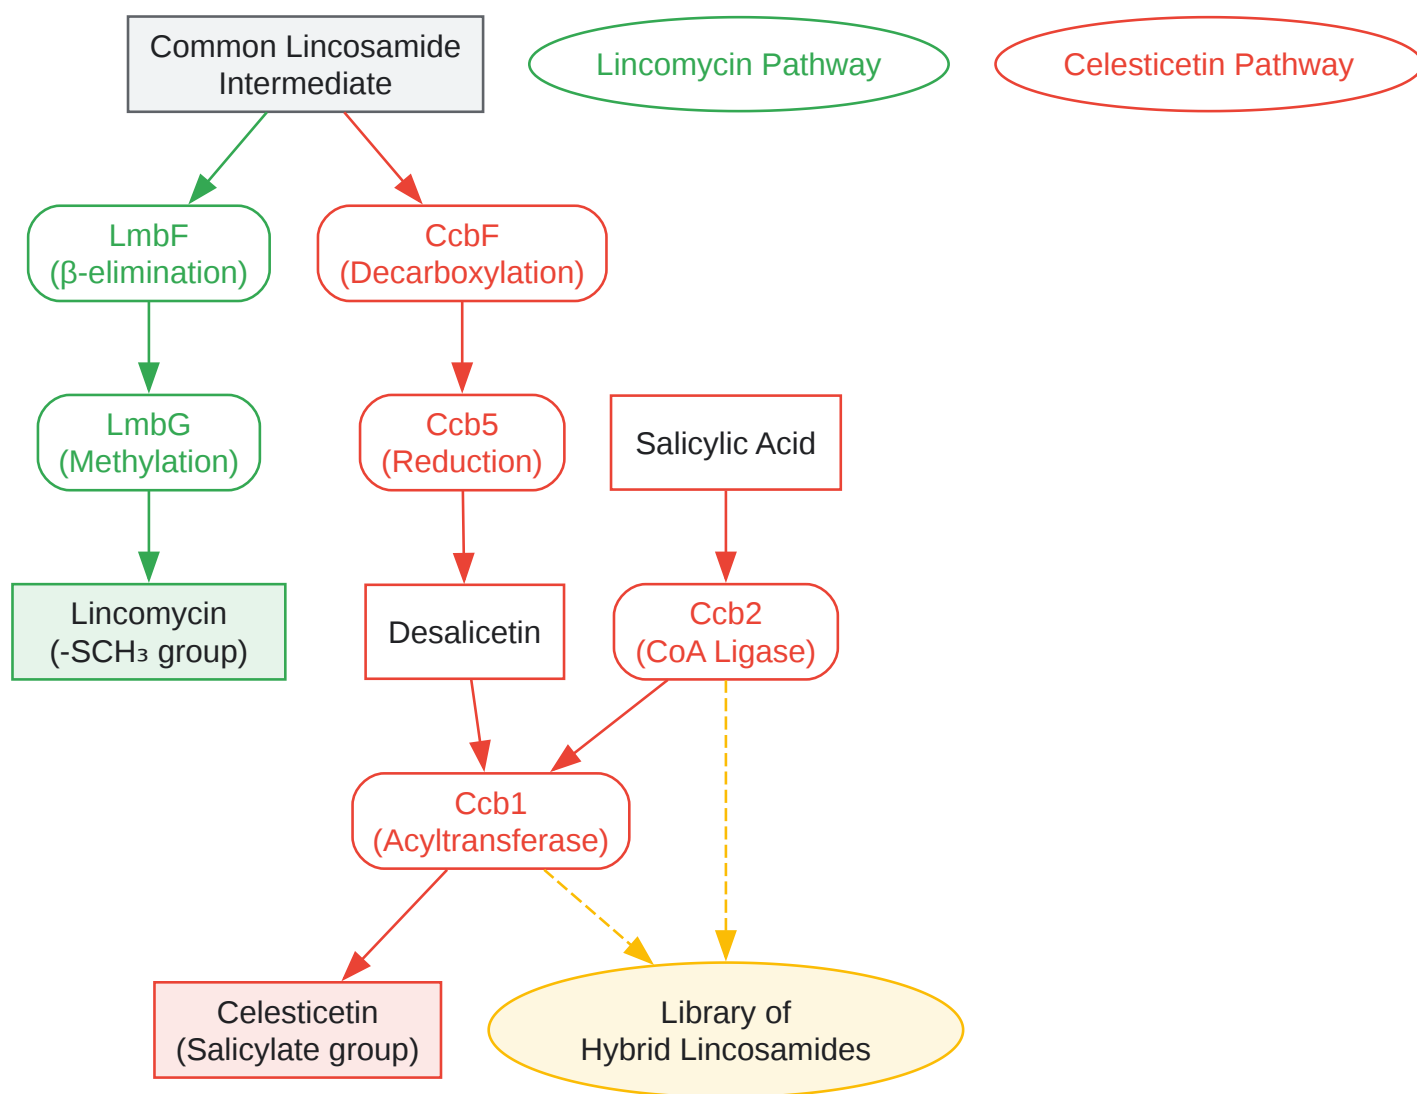 Common Lincosamide
Intermediate
Lincomycin Pathway
Celesticetin Pathway
LmbF
(β-elimination)
CcbF
(Decarboxylation)
LmbG
(Methylation)
Ccb5
(Reduction)
Salicylic Acid
Lincomycin
(-SCH₃ group)
Desalicetin
Ccb2
(CoA Ligase)
Ccb1
(Acyltransferase)
Celesticetin
(Salicylate group)
Library of
Hybrid Lincosamides